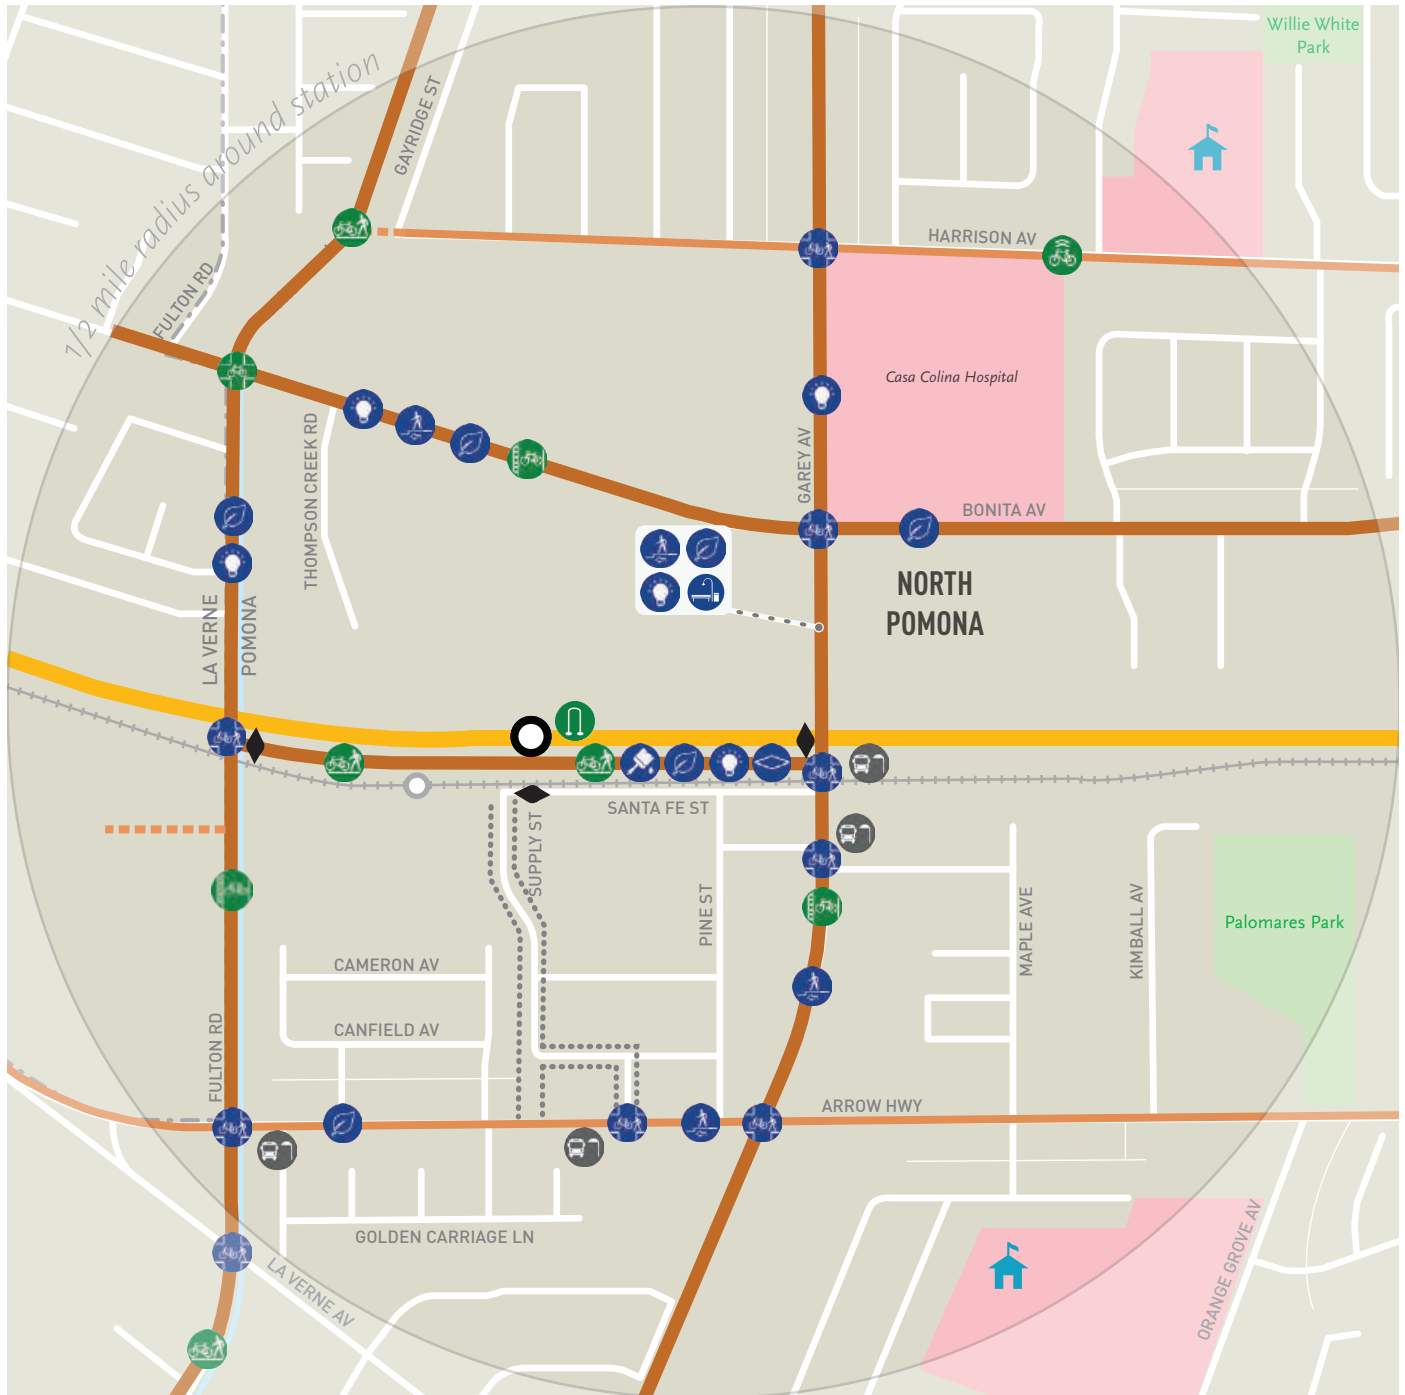 Willie White
Park
1/2 mile radius around station
GAYRIDGE ST
HARRISON AV
FULTON RD
Casa Colina Hospital
THOMPSON CREEK RD
GAREY AV
BONITA AV
NORTH
POMONA
LA VERNE
POMONA
SANTA FE ST
SUPPLY ST
PINE ST
MAPLE AVE
KIMBALL AV
Palomares Park
CAMERON AV
CANFIELD AV
FULTON RD
ARROW HWY
GOLDEN CARRIAGE LN
LA VERNE AV
ORANGE GROVE AV